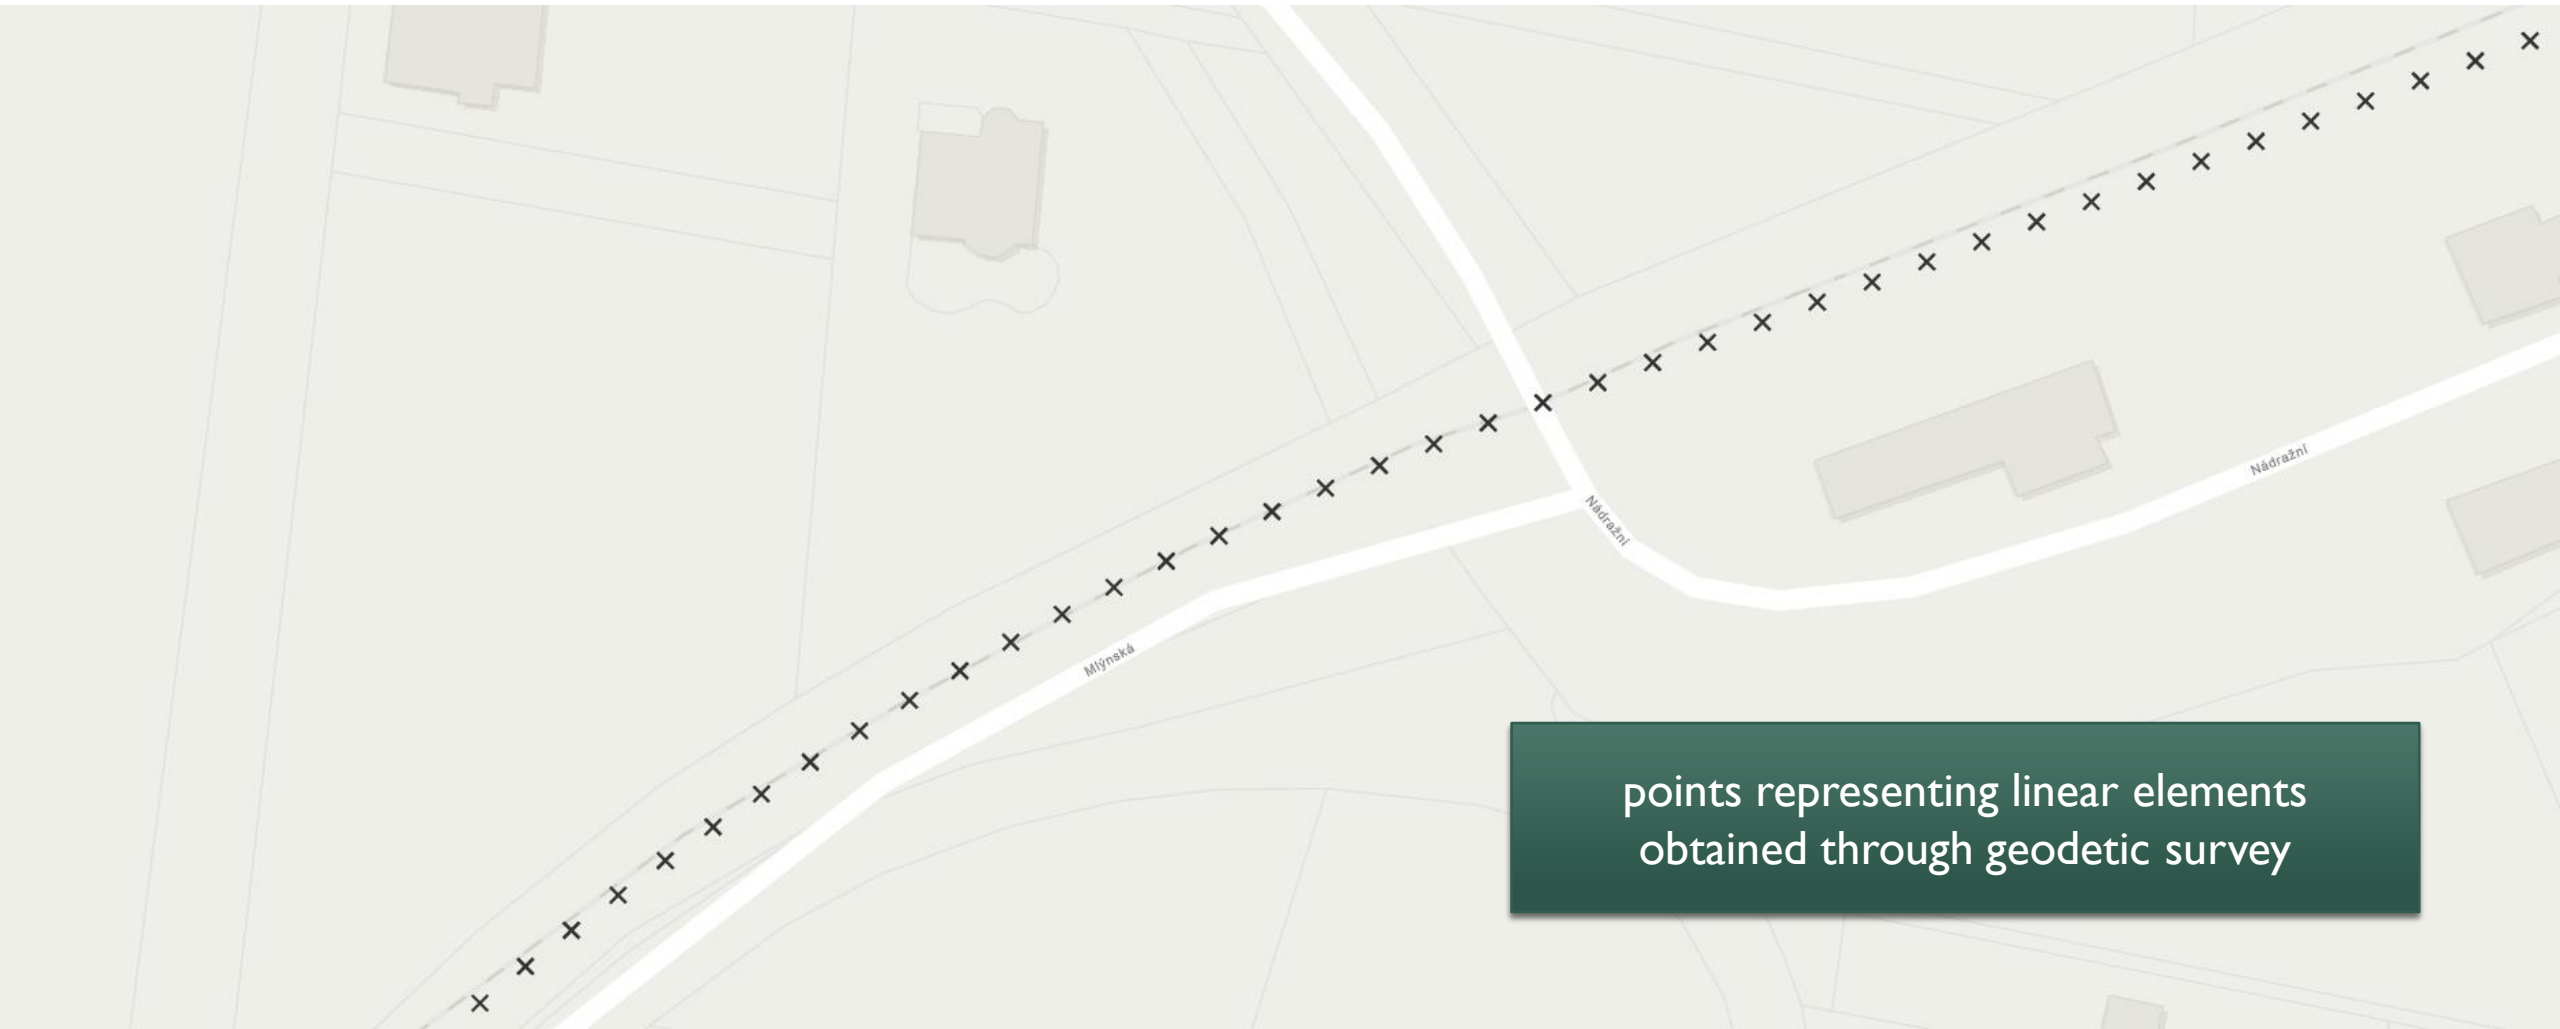 Nádražní
Nádražní
Mlýnská
points representing linear elements
obtained through geodetic survey